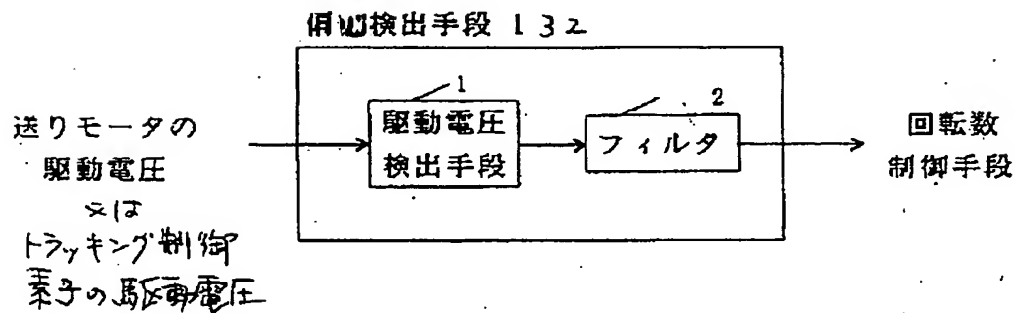 偏心検出手段 132
1
2
駆動電圧
検出手段
フィルタ
送りモータの
駆動電圧
又は
トラッキング制御
素子の駆動電圧
回転数
制御手段